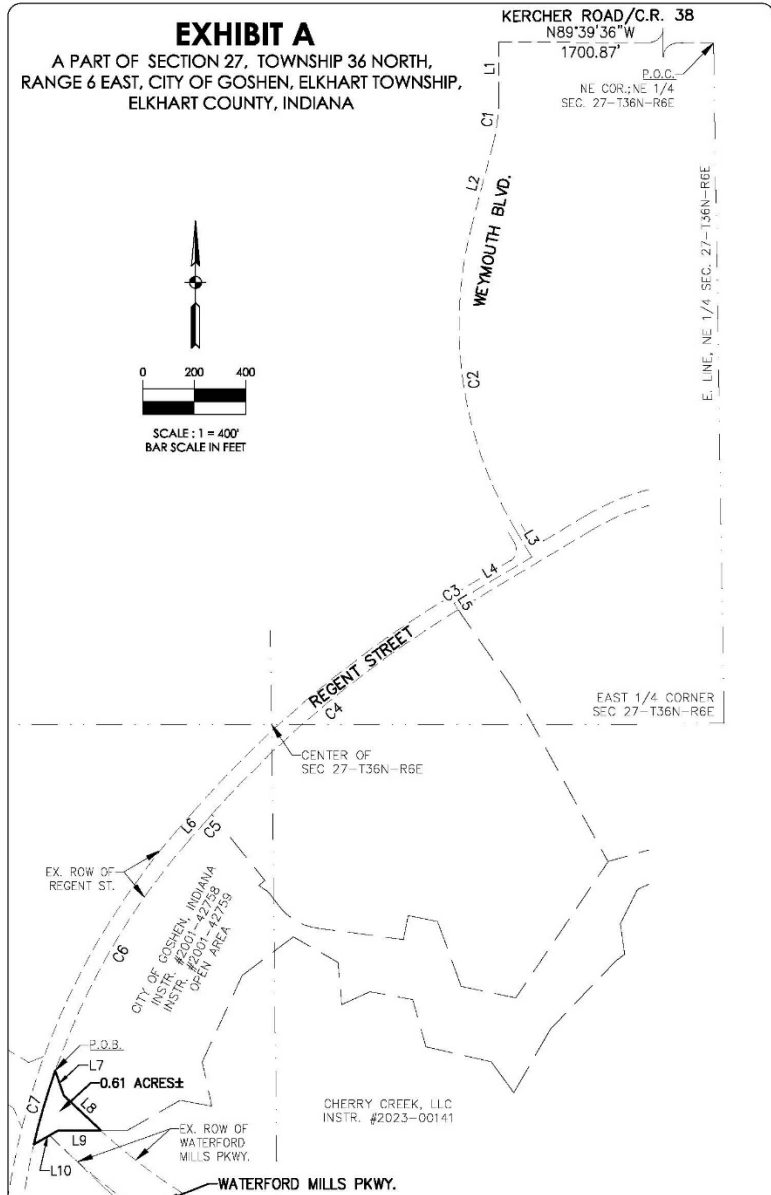 EXHIBIT A
A PART OF SECTION 27, TOWNSHIP 36 NORTH,
RANGE 6 EAST, CITY OF GOSHEN, ELKHART TOWNSHIP,
ELKHART COUNTY, INDIANA
KERCHER ROAD/C.R. 38
N89°39'36"W
1700.87'
P.O.C.
NE COR.;NE 1/4
SEC. 27-T36N-R6E
L1
C1
L2
WEYMOUTH BLVD.
E. LINE, NE 1/4 SEC. 27-T36N-R6E
C2
0 200 400
SCALE : 1 = 400'
BAR SCALE IN FEET
L3
L4
C3
L5
REGENT STREET
C4
EAST 1/4 CORNER
SEC 27-T36N-R6E
CENTER OF
SEC 27-T36N-R6E
L6
C5
EX. ROW OF
REGENT ST.
CITY OF GOSHEN, INDIANA
INSTR. #2001-42758
INSTR. #2001-42759
OPEN AREA
C6
P.O.B.
L7
0.61 ACRES±
C7
L8
L9
L10
CHERRY CREEK, LLC
INSTR. #2023-00141
EX. ROW OF
WATERFORD
MILLS PKWY.
WATERFORD MILLS PKWY.